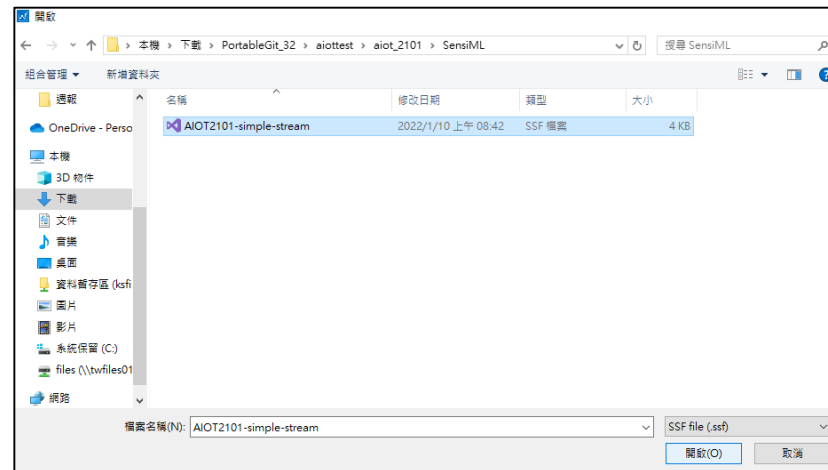 開啟
本機 › 下載 › PortableGit_32 › aiottest › aiot_2101 › SensiML
搜尋 SensiML
組合管理 新增資料夾
名稱 修改日期 類型 大小
AIOT2101-simple-stream 2022/1/10 上午 08:42 SSF 檔案 4 KB
週報
OneDrive - Perso
本機
3D 物件
下載
文件
音樂
桌面
資料暫存區 (ksfi
圖片
影片
系統保留 (C:)
files (\\twfiles01
網路
檔案名稱(N): AIOT2101-simple-stream
SSF file (.ssf)
開啟(O) 取消